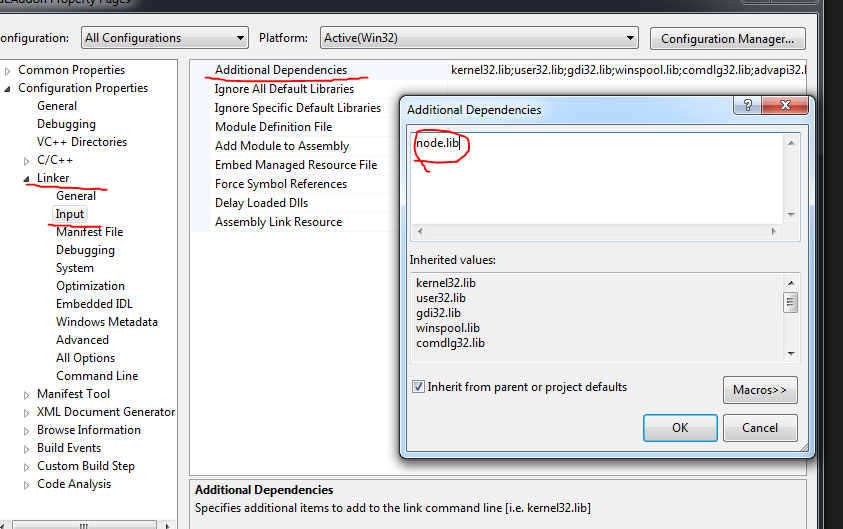 Property Pages
onfiguration:
All Configurations
Platform:
Active(Win32)
Configuration Manager...
Common Properties
Configuration Properties
General
Debugging
VC++ Directories
C/C++
Linker
General
Input
Manifest File
Debugging
System
Optimization
Embedded IDL
Windows Metadata
Advanced
All Options
Command Line
Manifest Tool
XML Document Generator
Browse Information
Build Events
Custom Build Step
Code Analysis
Additional Dependencies
kernel32.lib;user32.lib;gdi32.lib;winspool.lib;comdlg32.lib;advapi32.l
Ignore All Default Libraries
Ignore Specific Default Libraries
Module Definition File
Add Module to Assembly
Embed Managed Resource File
Force Symbol References
Delay Loaded Dlls
Assembly Link Resource
Additional Dependencies
?
node.lib
Inherited values:
kernel32.lib
user32.lib
gdi32.lib
winspool.lib
comdlg32.lib
Inherit from parent or project defaults
Macros>>
OK
Cancel
Additional Dependencies
Specifies additional items to add to the link command line [i.e. kernel32.lib]